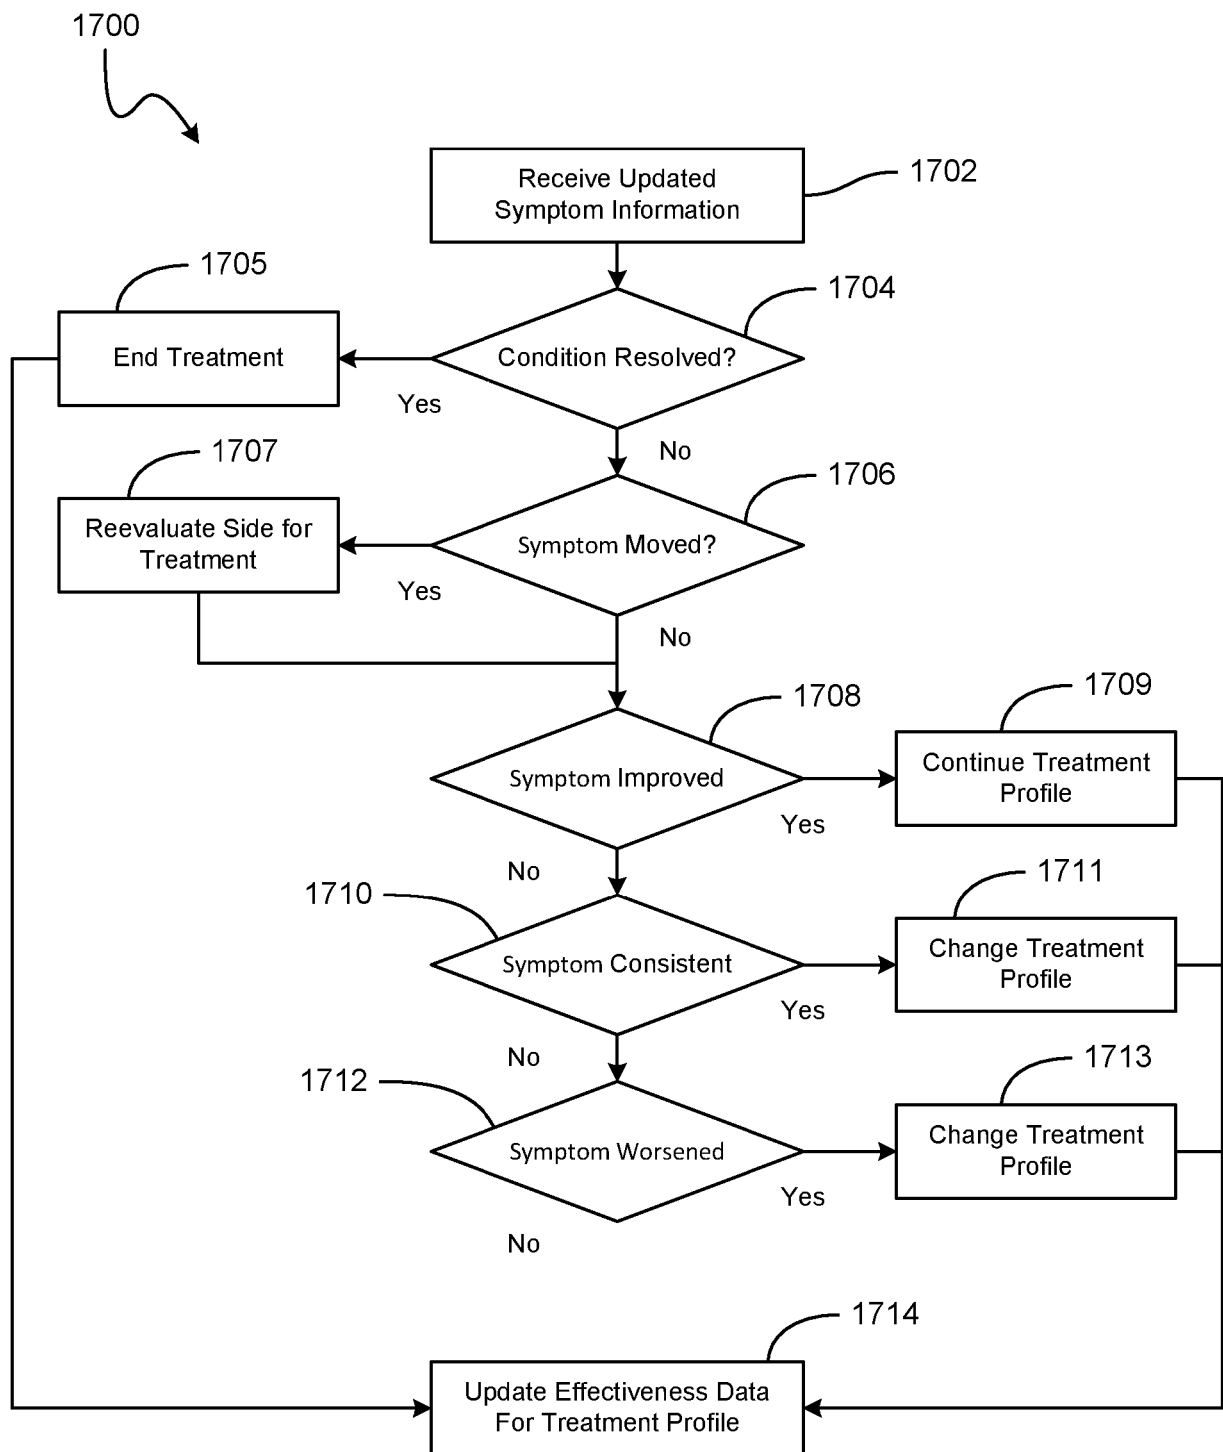 1700
Receive Updated
Symptom Information
1702
1705
1704
End Treatment
Condition Resolved?
Yes
No
1707
1706
Reevaluate Side for
Treatment
Symptom Moved?
Yes
No
1708
1709
Symptom Improved
Continue Treatment
Profile
Yes
No
1710
1711
Symptom Consistent
Change Treatment
Profile
Yes
No
1712
1713
Symptom Worsened
Change Treatment
Profile
Yes
No
1714
Update Effectiveness Data
For Treatment Profile